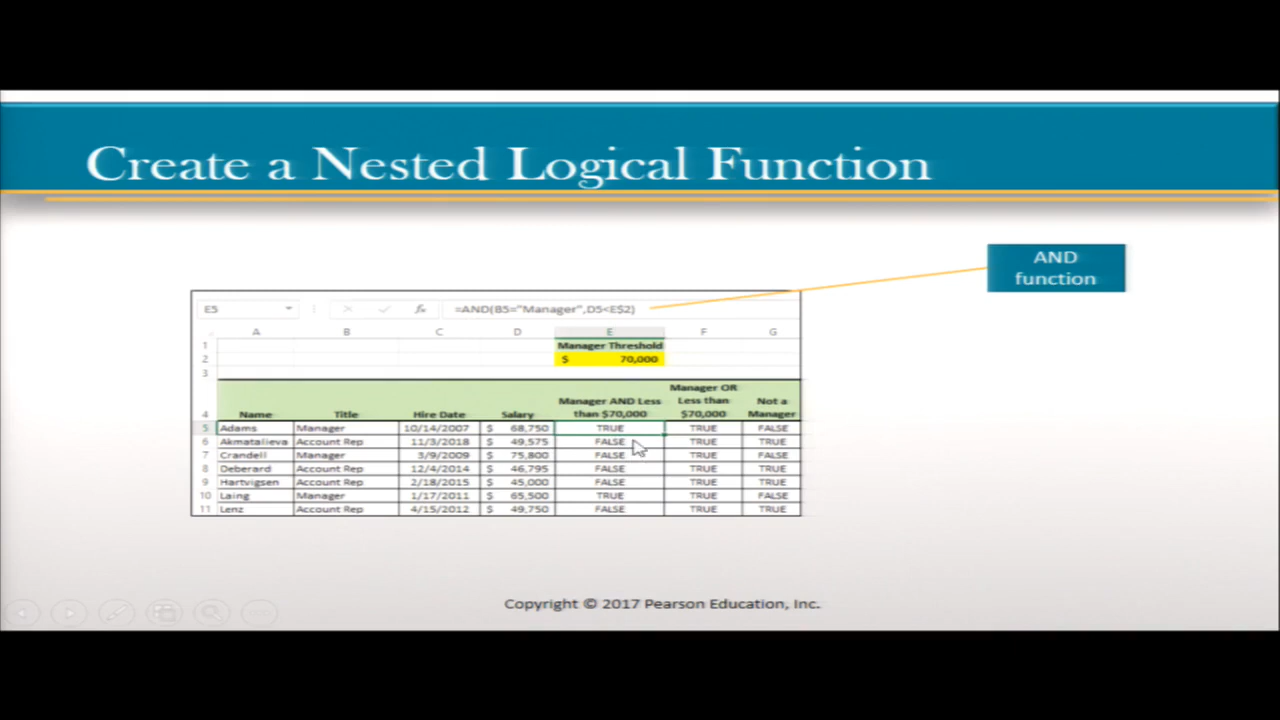 Create a Nested Logical Function
AND
function
E5 =AND(B5="Manager",D5<E$2)
A B C D E F G
1 Manager Threshold
2 $ 70,000
3
Manager OR
Manager AND Less Less than Not a
4 Name Title Hire Date Salary than $70,000 $70,000 Manager
5 Adams Manager 10/14/2007 $ 68,750 TRUE TRUE FALSE
6 Akmatalieva Account Rep 11/3/2018 $ 49,575 FALSE TRUE TRUE
7 Crandell Manager 3/9/2009 $ 75,800 FALSE TRUE FALSE
8 Deberard Account Rep 12/4/2014 $ 46,795 FALSE TRUE TRUE
9 Hartvigsen Account Rep 2/18/2015 $ 45,000 FALSE TRUE TRUE
10 Laing Manager 1/17/2011 $ 65,500 TRUE TRUE FALSE
11 Lenz Account Rep 4/15/2012 $ 49,750 FALSE TRUE TRUE
Copyright © 2017 Pearson Education, Inc.